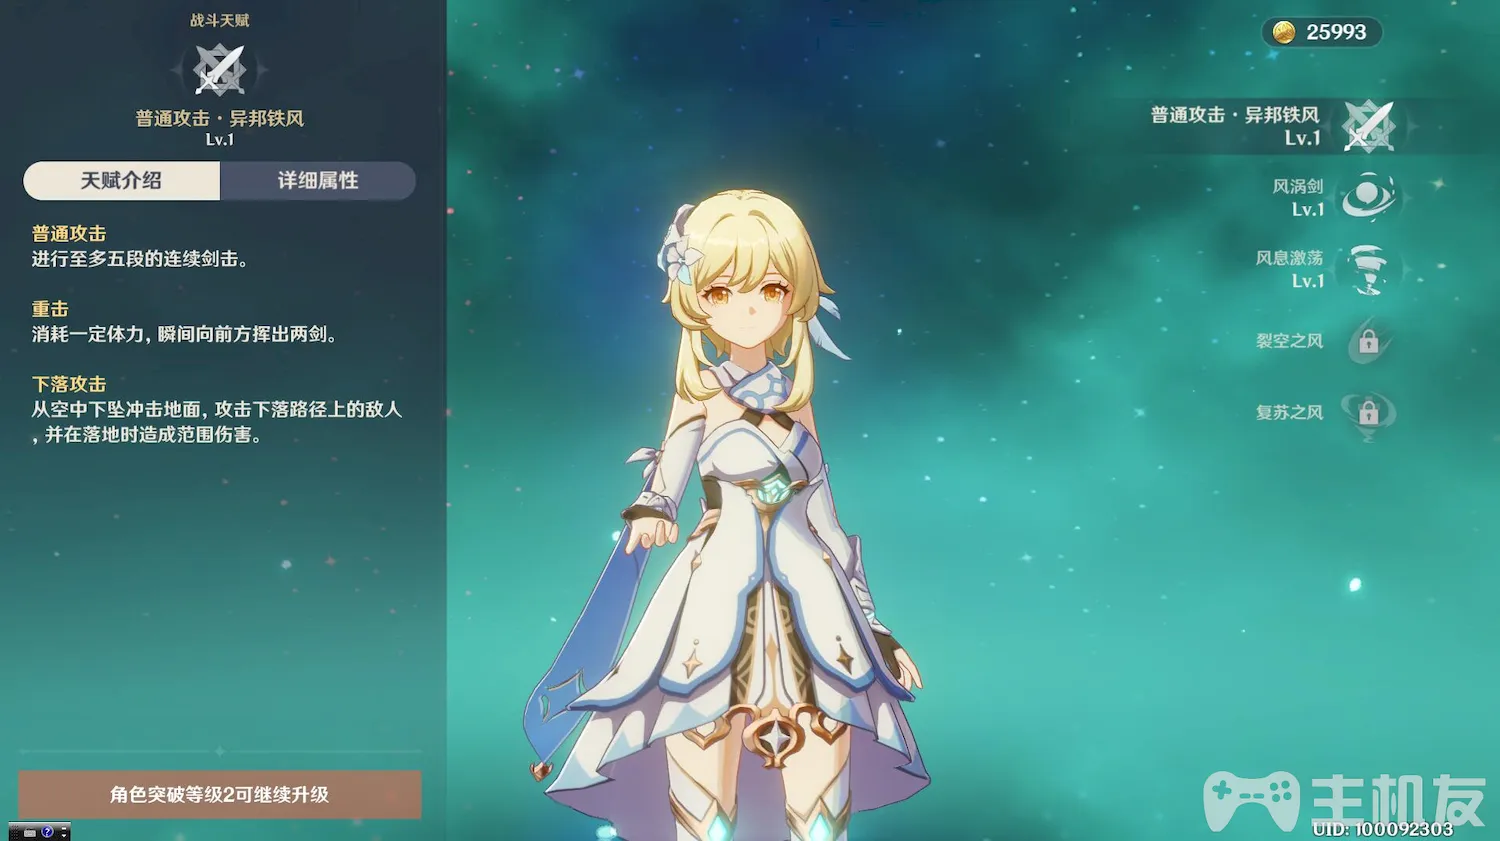 战斗天赋
普通攻击·异邦铁风
Lv.1
天赋介绍
详细属性
普通攻击
进行至多五段的连续剑击。
重击
消耗一定体力，瞬间向前方挥出两剑。
下落攻击
从空中下坠冲击地面，攻击下落路径上的敌人
，并在落地时造成范围伤害。
角色突破等级2可继续升级
25993
普通攻击·异邦铁风
Lv.1
风涡剑
Lv.1
风息激荡
Lv.1
裂空之风
复苏之风
主机友
UID: 100092303